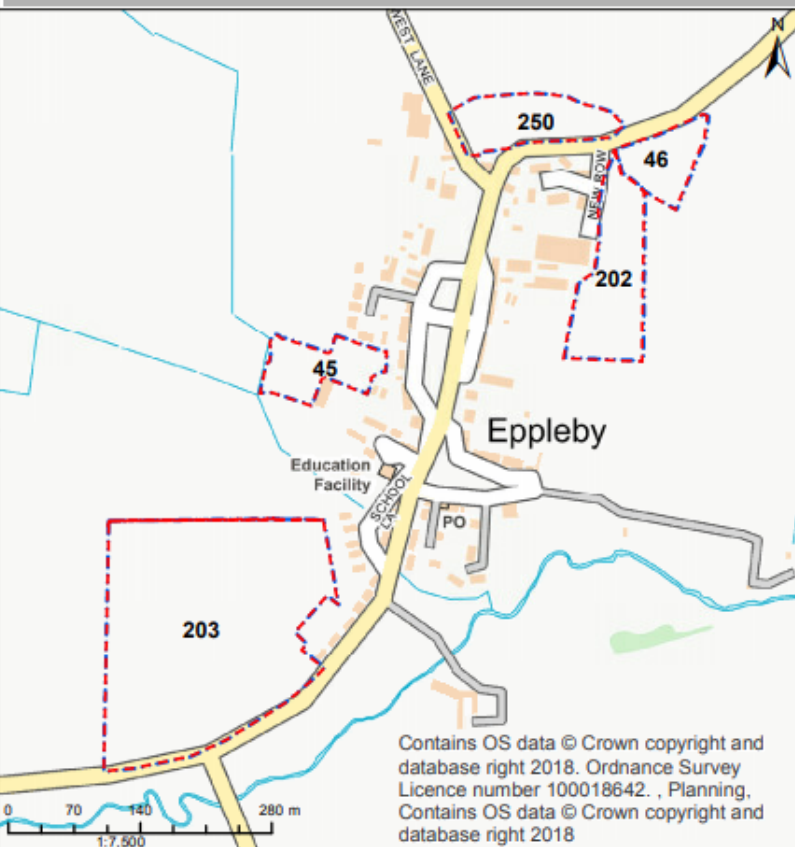 WEST LANE
N
250
46
NEW ROW
202
45
Eppleby
Education
Facility
SCHOOL
LA
PO
203
Contains OS data © Crown copyright and
database right 2018. Ordnance Survey
Licence number 100018642. , Planning,
Contains OS data © Crown copyright and
database right 2018
0 70 140 280 m
1:7,500